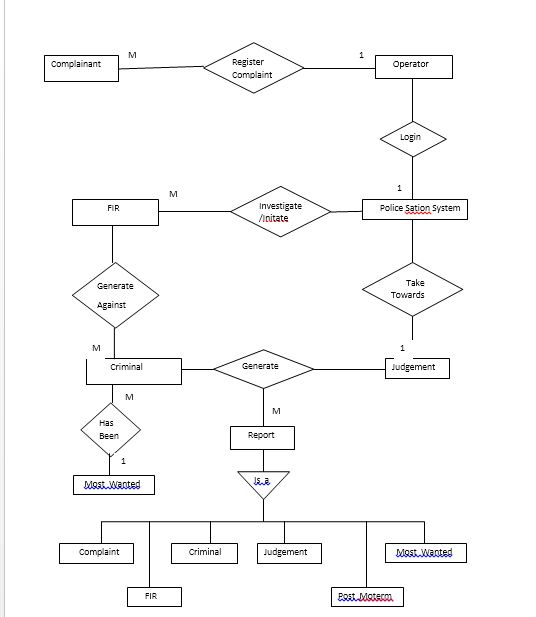 M
1
Complainant
Register
Complaint
Operator
Login
M
1
FIR
Investigate
/Initate
Police Sation System
Generate
Against
Take
Towards
M
1
Criminal
Generate
Judgement
M
M
Has
Been
Report
1
Most Wanted
Is a
Complaint
Criminal
Judgement
Most Wanted
FIR
Post Moterm